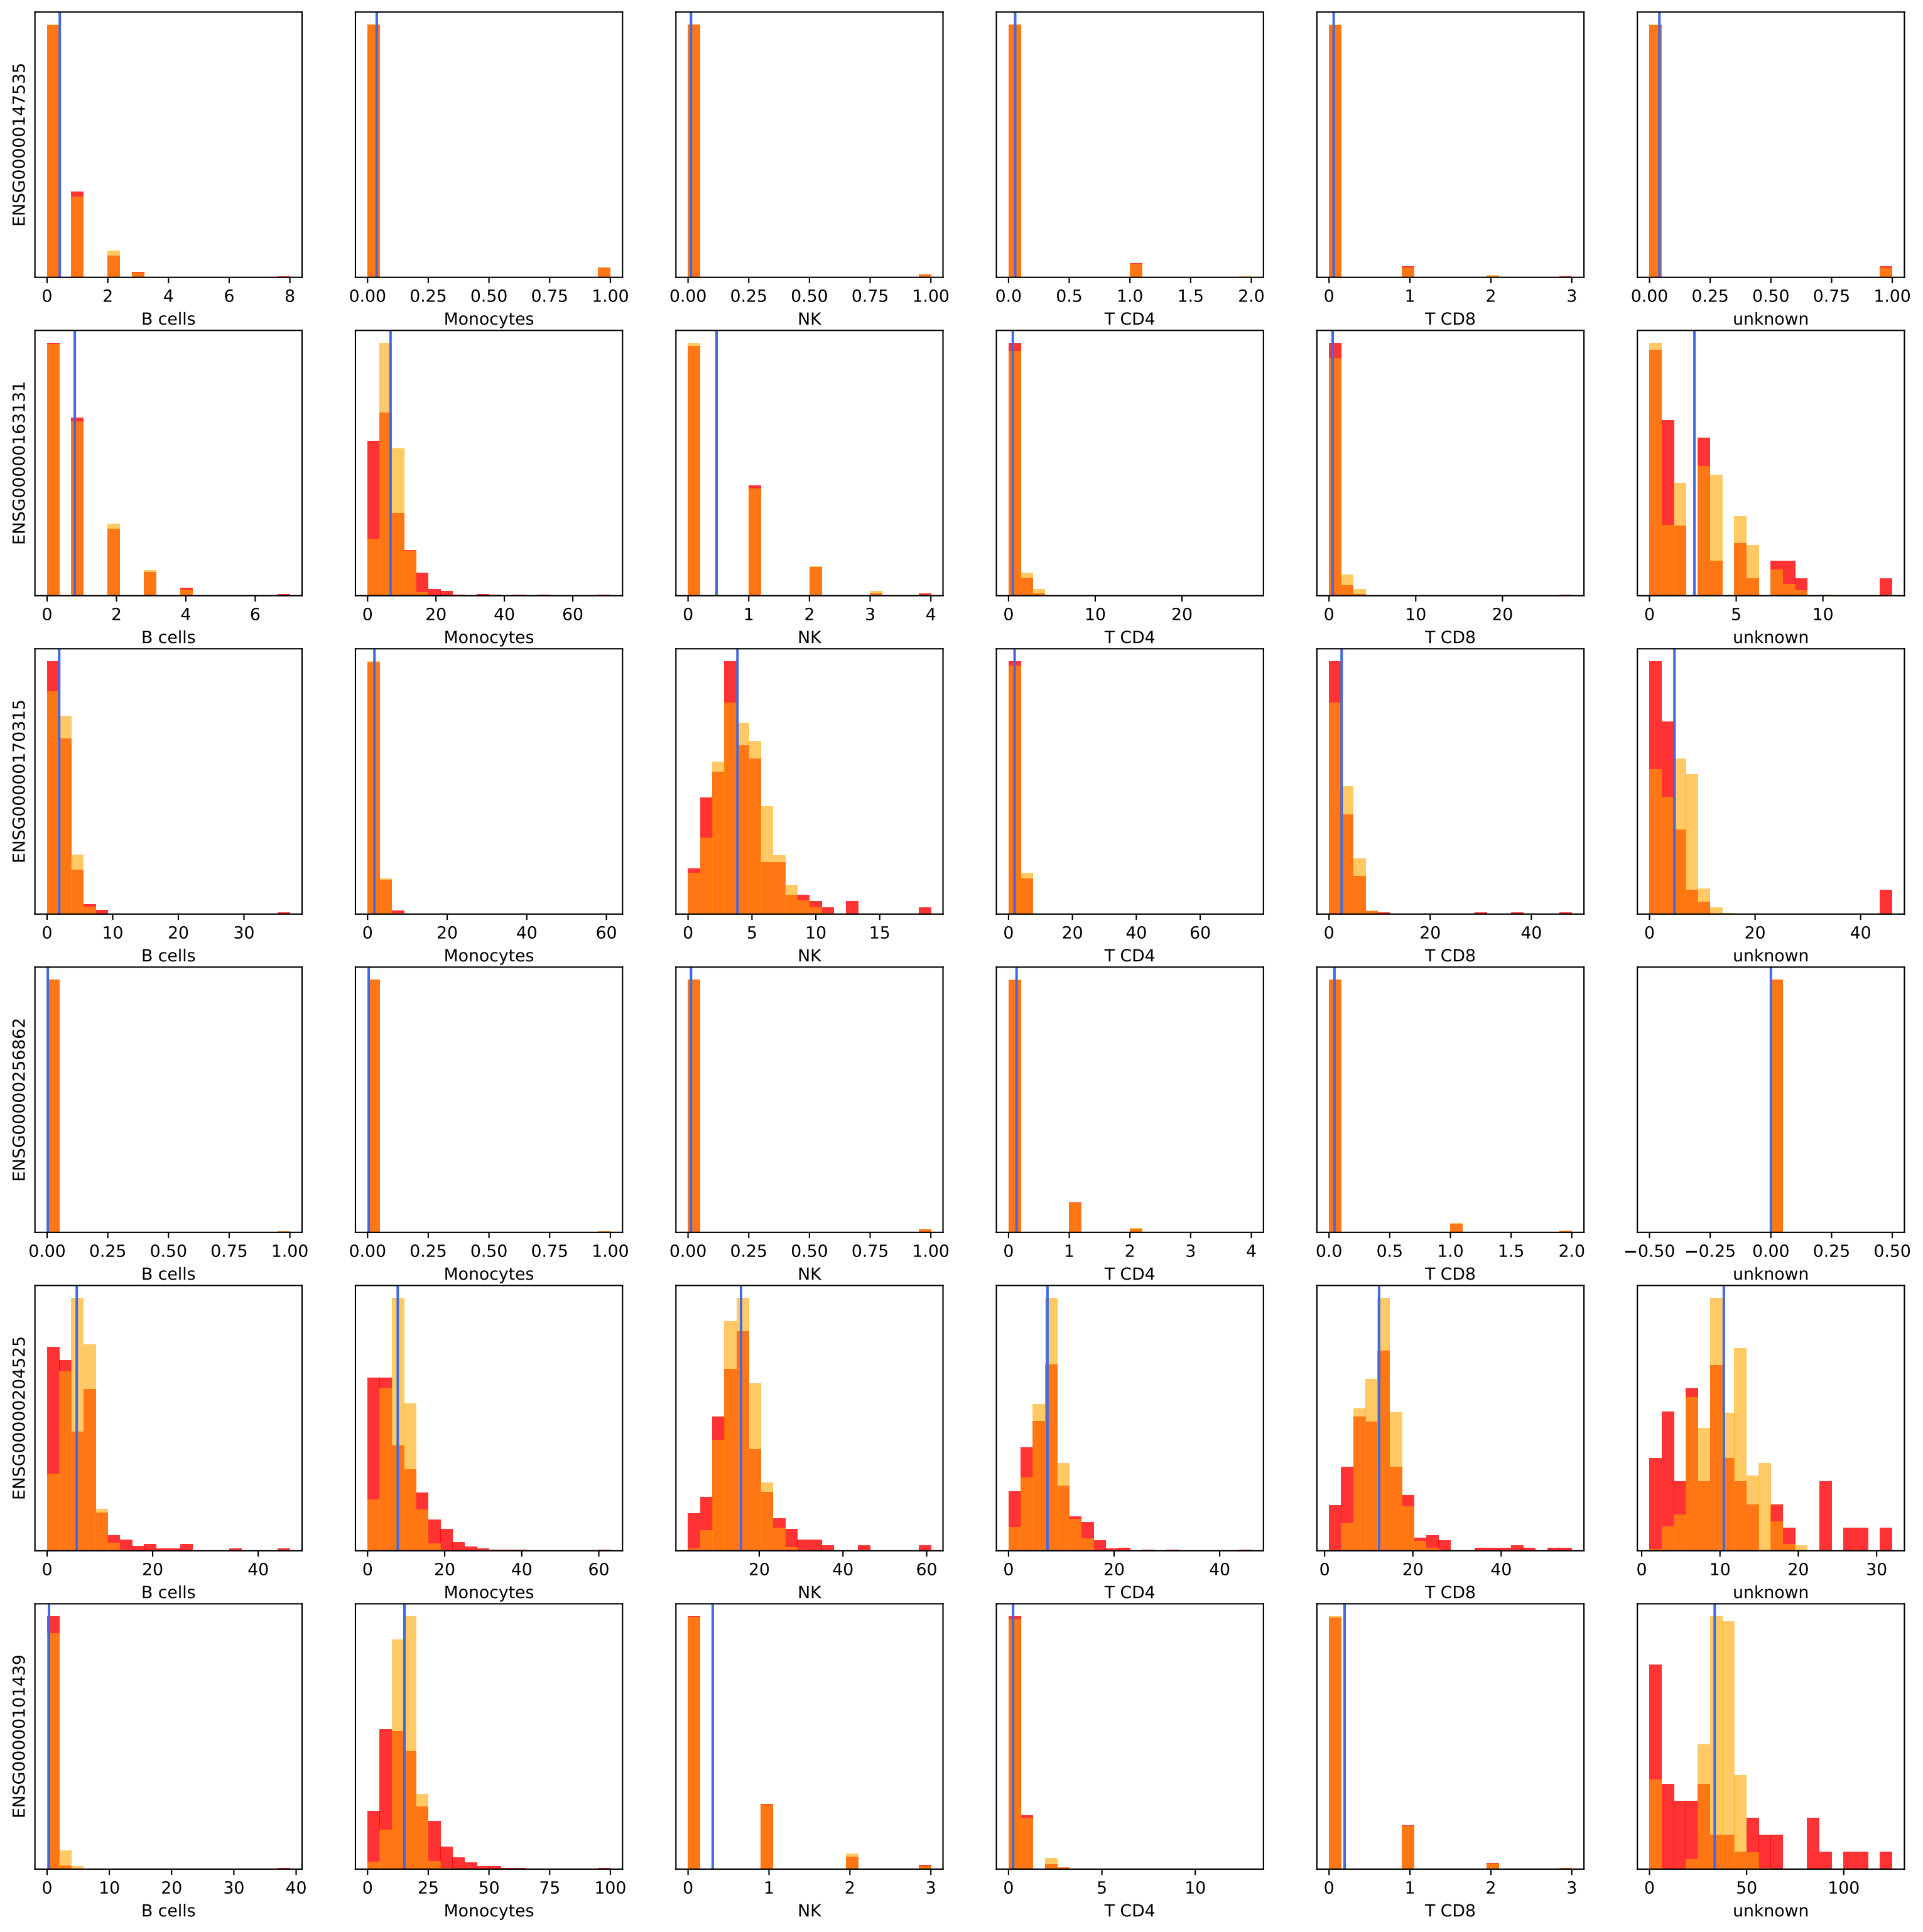 ENSG00000147535
0 2 4 6 8
B cells
0.00 0.25 0.50 0.75 1.00
Monocytes
0.00 0.25 0.50 0.75 1.00
NK
0.0 0.5 1.0 1.5 2.0
T CD4
0 1 2 3
T CD8
0.00 0.25 0.50 0.75 1.00
unknown
ENSG00000163131
0 2 4 6
B cells
0 20 40 60
Monocytes
0 1 2 3 4
NK
0 10 20
T CD4
0 10 20
T CD8
0 5 10
unknown
ENSG00000170315
0 10 20 30
B cells
0 20 40 60
Monocytes
0 5 10 15
NK
0 20 40 60
T CD4
0 20 40
T CD8
0 20 40
unknown
ENSG00000256862
0.00 0.25 0.50 0.75 1.00
B cells
0.00 0.25 0.50 0.75 1.00
Monocytes
0.00 0.25 0.50 0.75 1.00
NK
0 1 2 3 4
T CD4
0.0 0.5 1.0 1.5 2.0
T CD8
−0.50 −0.25 0.00 0.25 0.50
unknown
ENSG00000204525
0 20 40
B cells
0 20 40 60
Monocytes
20 40 60
NK
0 20 40
T CD4
0 20 40
T CD8
0 10 20 30
unknown
ENSG00000101439
0 10 20 30 40
B cells
0 25 50 75 100
Monocytes
0 1 2 3
NK
0 5 10
T CD4
0 1 2 3
T CD8
0 50 100
unknown